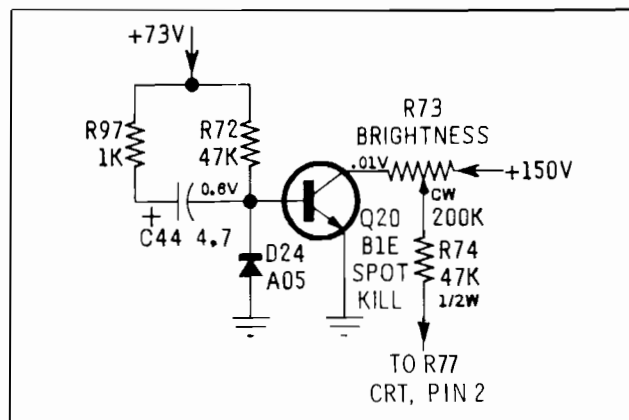 +73V
R97
1K
R72
47K
R73
BRIGHTNESS
.01V
+150V
0.6V
CW
200K
+
C44 4.7
D24
A05
Q20
B1E
SPOT
KILL
R74
47K
1/2W
TO R77
CRT, PIN 2